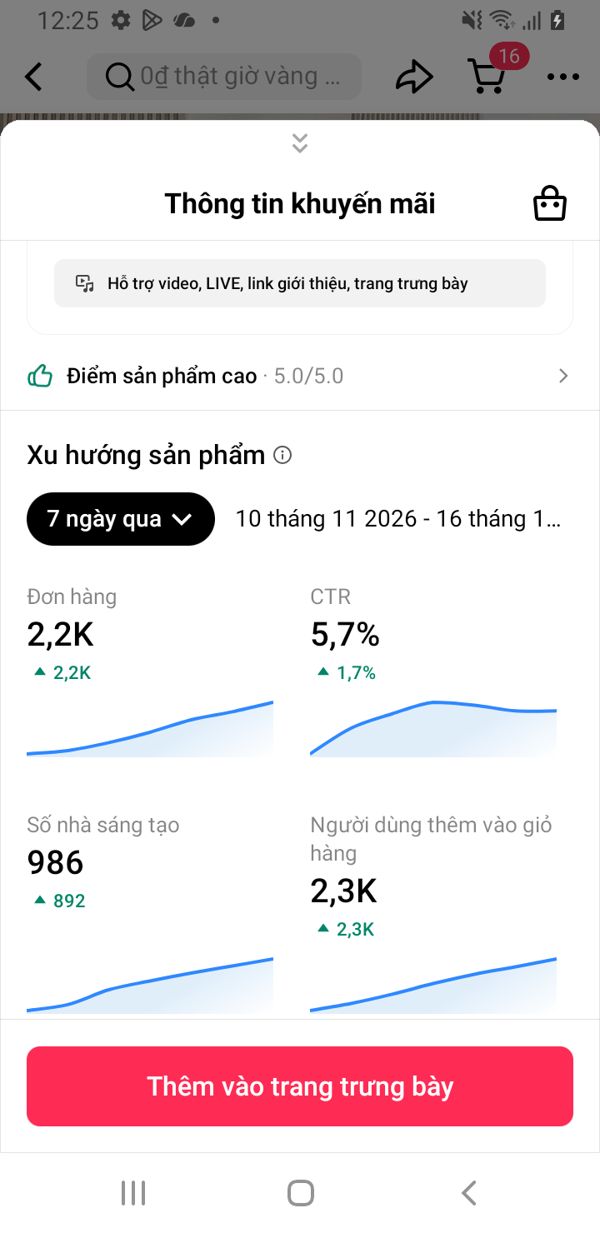 12:25
16
0₫ thật giờ vàng ...
Thông tin khuyến mãi
Hỗ trợ video, LIVE, link giới thiệu, trang trưng bày
Điểm sản phẩm cao · 5.0/5.0
Xu hướng sản phẩm
7 ngày qua
10 tháng 11 2026 - 16 tháng 1...
Đơn hàng
2,2K
2,2K
CTR
5,7%
1,7%
Số nhà sáng tạo
986
892
Người dùng thêm vào giỏ
hàng
2,3K
2,3K
Thêm vào trang trưng bày